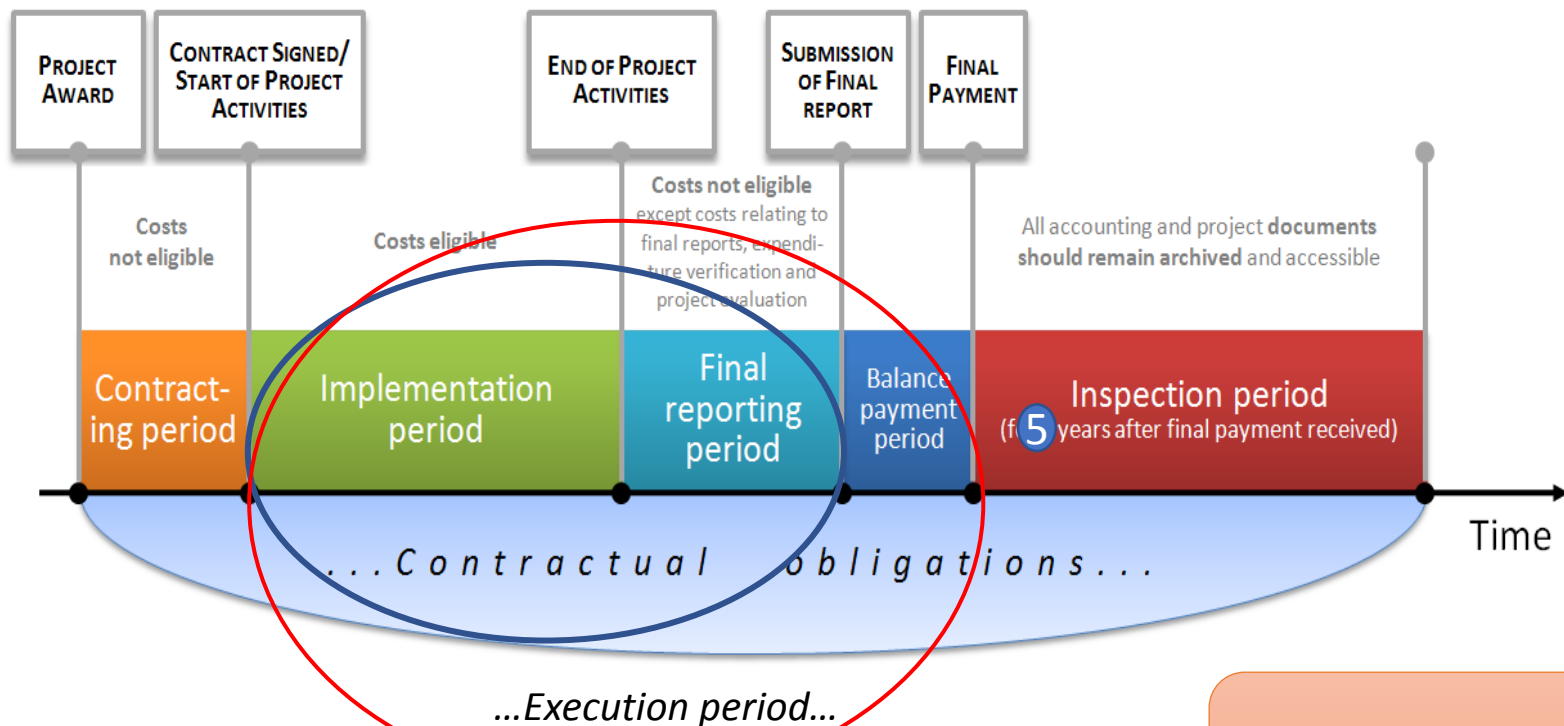 PROJECT
AWARD
CONTRACT SIGNED/
START OF PROJECT
ACTIVITIES
END OF PROJECT
ACTIVITIES
SUBMISSION
OF FINAL
REPORT
FINAL
PAYMENT
Costs
not eligible
Costs eligible
Costs not eligible
except costs relating to
final reports, expendi-
ture verification and
project evaluation
All accounting and project documents
should remain archived and accessible
Contract-
ing period
Implementation
period
Final
reporting
period
Balance
payment
period
Inspection period
(f 5 years after final payment received)
Time
...Contractual obligations...
...Execution period...